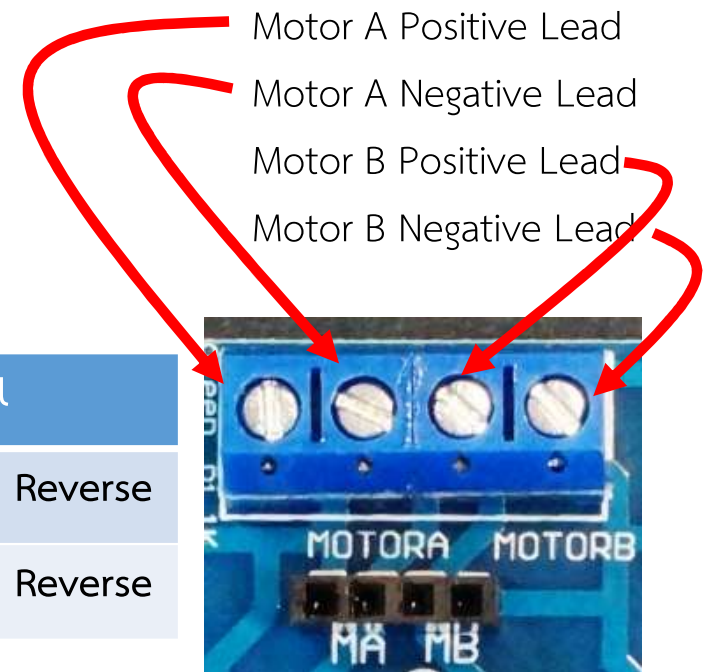 Motor A Positive Lead
Motor A Negative Lead
Motor B Positive Lead
Motor B Negative Lead
Reverse
Reverse
MOTORA MOTORB
MA MB